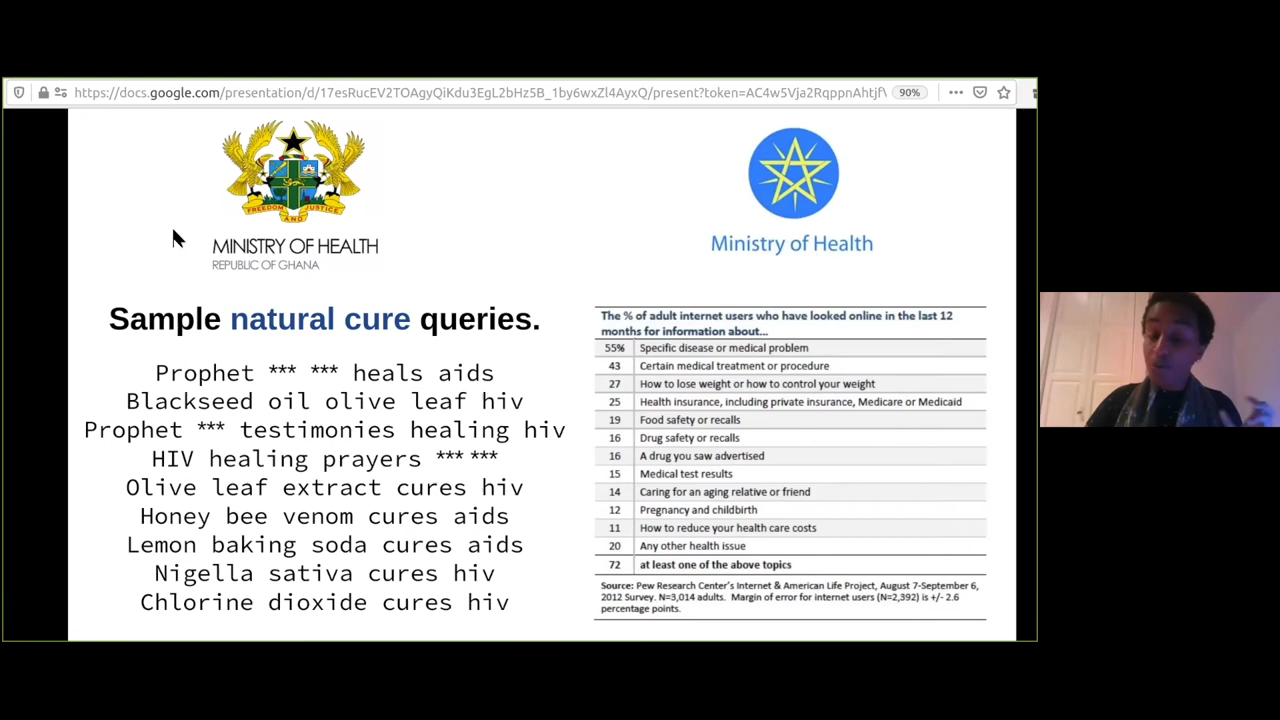 https://docs.google.com/presentation/d/17esRucEV2TOAgyQiKdu3EgL2bHz5B_1by6wxZl4AyxQ/present?token=AC4w5Vja2RqppnAhtjf
90%
FREEDOM AND JUSTICE
MINISTRY OF HEALTH
REPUBLIC OF GHANA
Ministry of Health
Sample natural cure queries.
Prophet *** *** heals aids
Blackseed oil olive leaf hiv
Prophet *** testimonies healing hiv
HIV healing prayers *** ***
Olive leaf extract cures hiv
Honey bee venom cures aids
Lemon baking soda cures aids
Nigella sativa cures hiv
Chlorine dioxide cures hiv
The % of adult internet users who have looked online in the last 12
months for information about...
55% Specific disease or medical problem
43 Certain medical treatment or procedure
27 How to lose weight or how to control your weight
25 Health insurance, including private insurance, Medicare or Medicaid
19 Food safety or recalls
16 Drug safety or recalls
16 A drug you saw advertised
15 Medical test results
14 Caring for an aging relative or friend
12 Pregnancy and childbirth
11 How to reduce your health care costs
20 Any other health issue
72 at least one of the above topics
Source: Pew Research Center's Internet & American Life Project, August 7-September 6,
2012 Survey. N=3,014 adults. Margin of error for internet users (N=2,392) is +/- 2.6
percentage points.